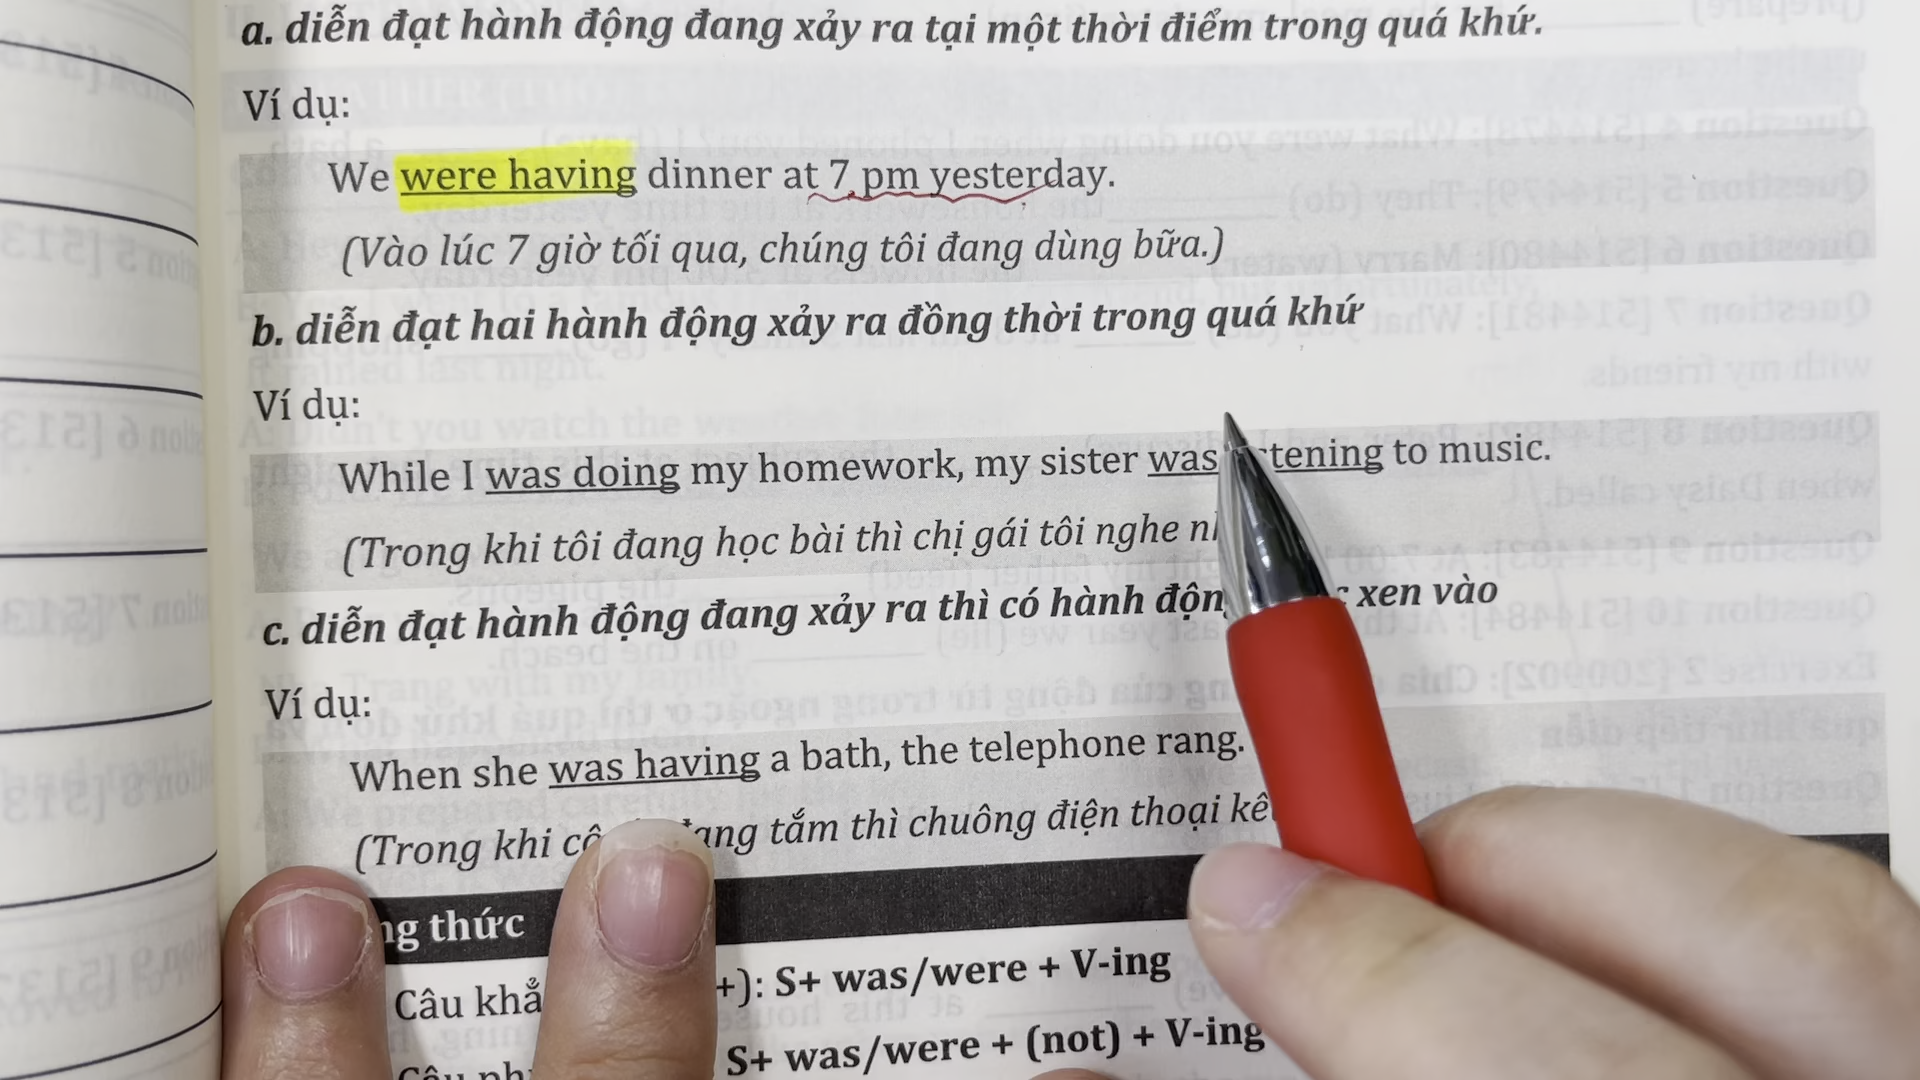 a. diễn đạt hành động đang xảy ra tại một thời điểm trong quá khứ.
Ví dụ:
We were having dinner at 7 pm yesterday.
(Vào lúc 7 giờ tối qua, chúng tôi đang dùng bữa.)
b. diễn đạt hai hành động xảy ra đồng thời trong quá khứ
Ví dụ:
While I was doing my homework, my sister was tening to music.
(Trong khi tôi đang học bài thì chị gái tôi nghe
c. diễn đạt hành động đang xảy ra thì có hành độn xen vào
Ví dụ:
When she was having a bath, the telephone rang.
(Trong khi cô ang tắm thì chuông điện thoại kê
ng thức
Câu khẳ +): S+ was/were + V-ing
Câu ph S+ was/were + (not) + V-ing